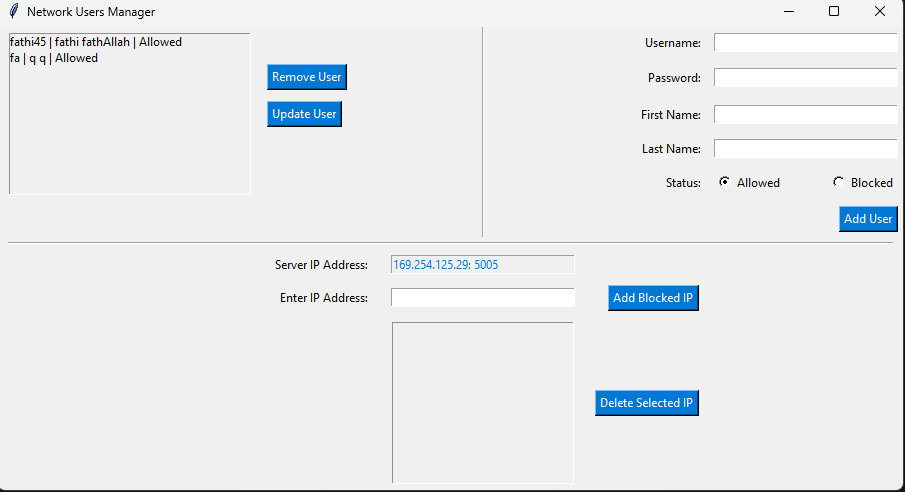 Network Users Manager
fathi45 | fathi fathAllah | Allowed
fa | q q | Allowed
Remove User
Update User
Username:
Password:
First Name:
Last Name:
Status: Allowed Blocked
Add User
Server IP Address: 169.254.125.29: 5005
Enter IP Address:
Add Blocked IP
Delete Selected IP